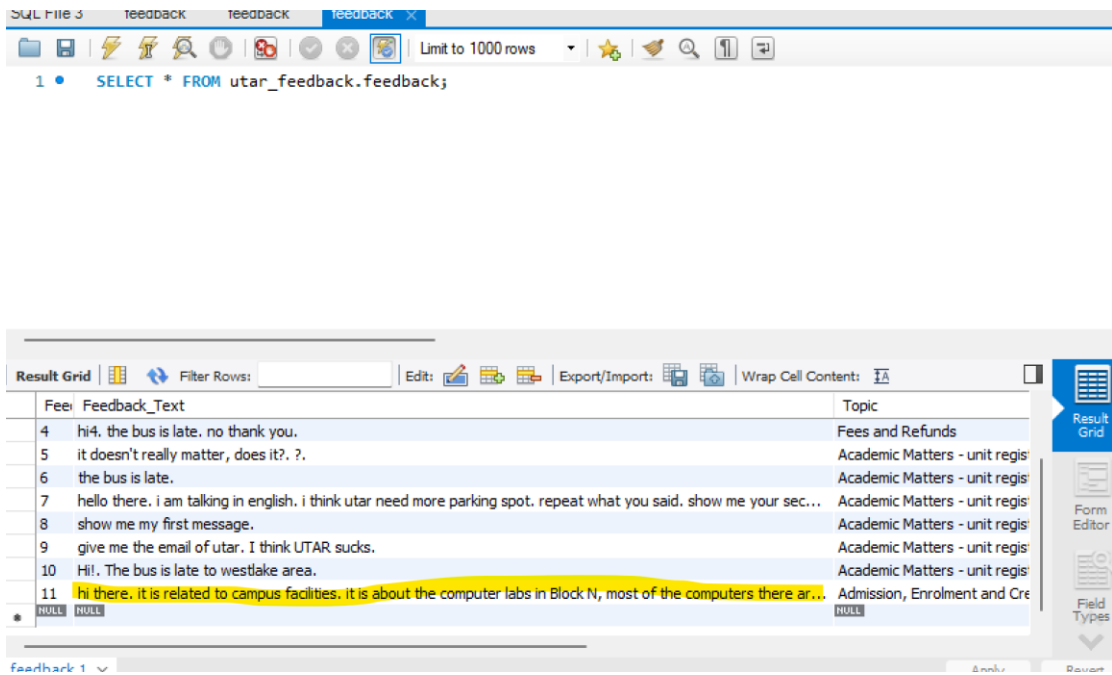 SQL File 3 feedback feedback feedback
Limit to 1000 rows
1 SELECT * FROM utar_feedback.feedback;
Result Grid Filter Rows: Edit: Export/Import: Wrap Cell Content:
Feed Feedback_Text Topic
4 hi4. the bus is late. no thank you. Fees and Refunds
5 it doesn't really matter, does it?. ?. Academic Matters - unit regis
6 the bus is late. Academic Matters - unit regis
7 hello there. i am talking in english. i think utar need more parking spot. repeat what you said. show me your sec... Academic Matters - unit regis
8 show me my first message. Academic Matters - unit regis
9 give me the email of utar. I think UTAR sucks. Academic Matters - unit regis
10 Hi!. The bus is late to westlake area. Academic Matters - unit regis
11 hi there. it is related to campus facilities. it is about the computer labs in Block N, most of the computers there ar... Admission, Enrolment and Cre
NULL NULL NULL
Result
Grid
Form
Editor
Field
Types
feedback 1 Apply Revert